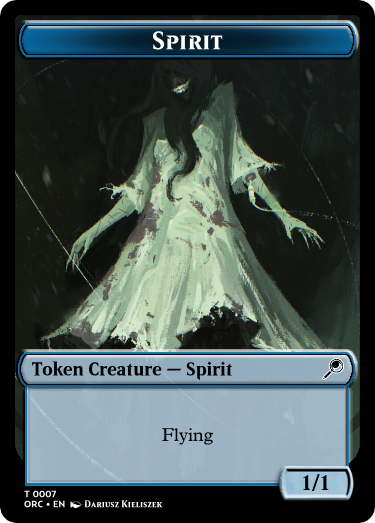 Spirit
Token Creature — Spirit
Flying
1/1
T 0007
ORC • EN Dariusz Kieliszek